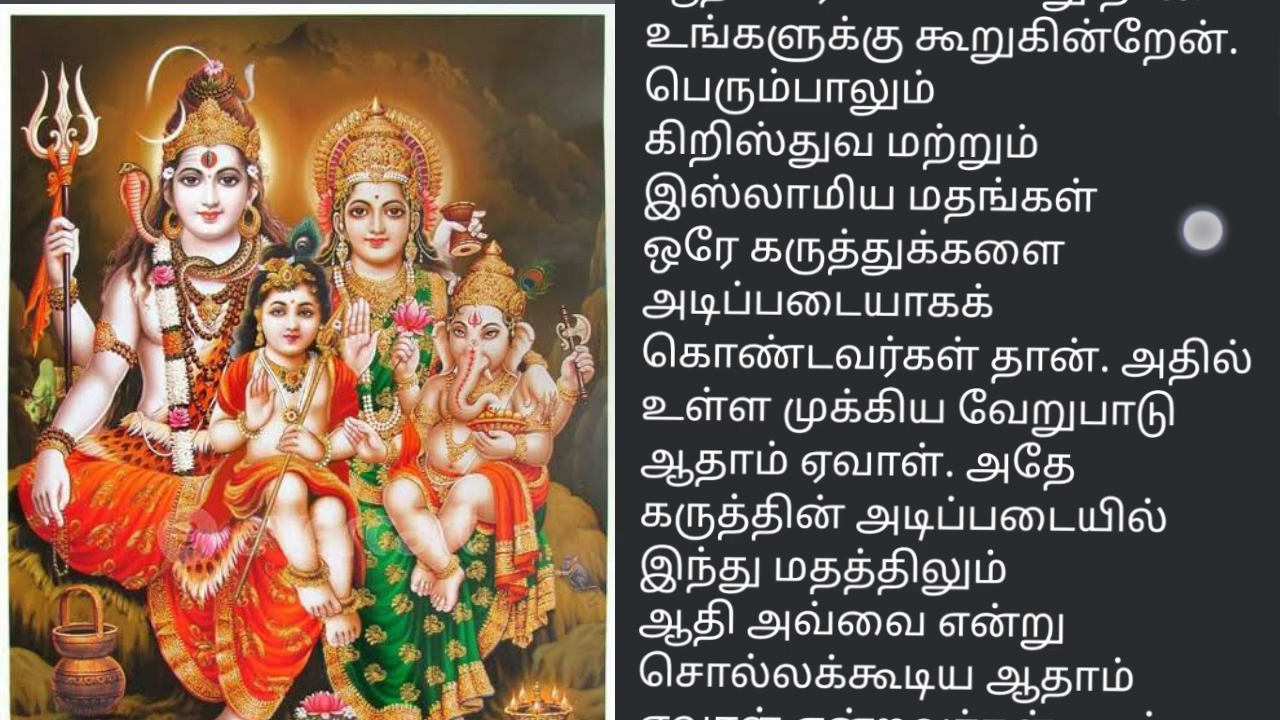 உங்களுக்கு கூறுகின்றேன்.
பெரும்பாலும்
கிறிஸ்துவ மற்றும்
இஸ்லாமிய மதங்கள்
ஒரே கருத்துக்களை
அடிப்படையாகக்
கொண்டவர்கள் தான். அதில்
உள்ள முக்கிய வேறுபாடு
ஆதாம் ஏவாள். அதே
கருத்தின் அடிப்படையில்
இந்து மதத்திலும்
ஆதி அவ்வை என்று
சொல்லக்கூடிய ஆதாம்